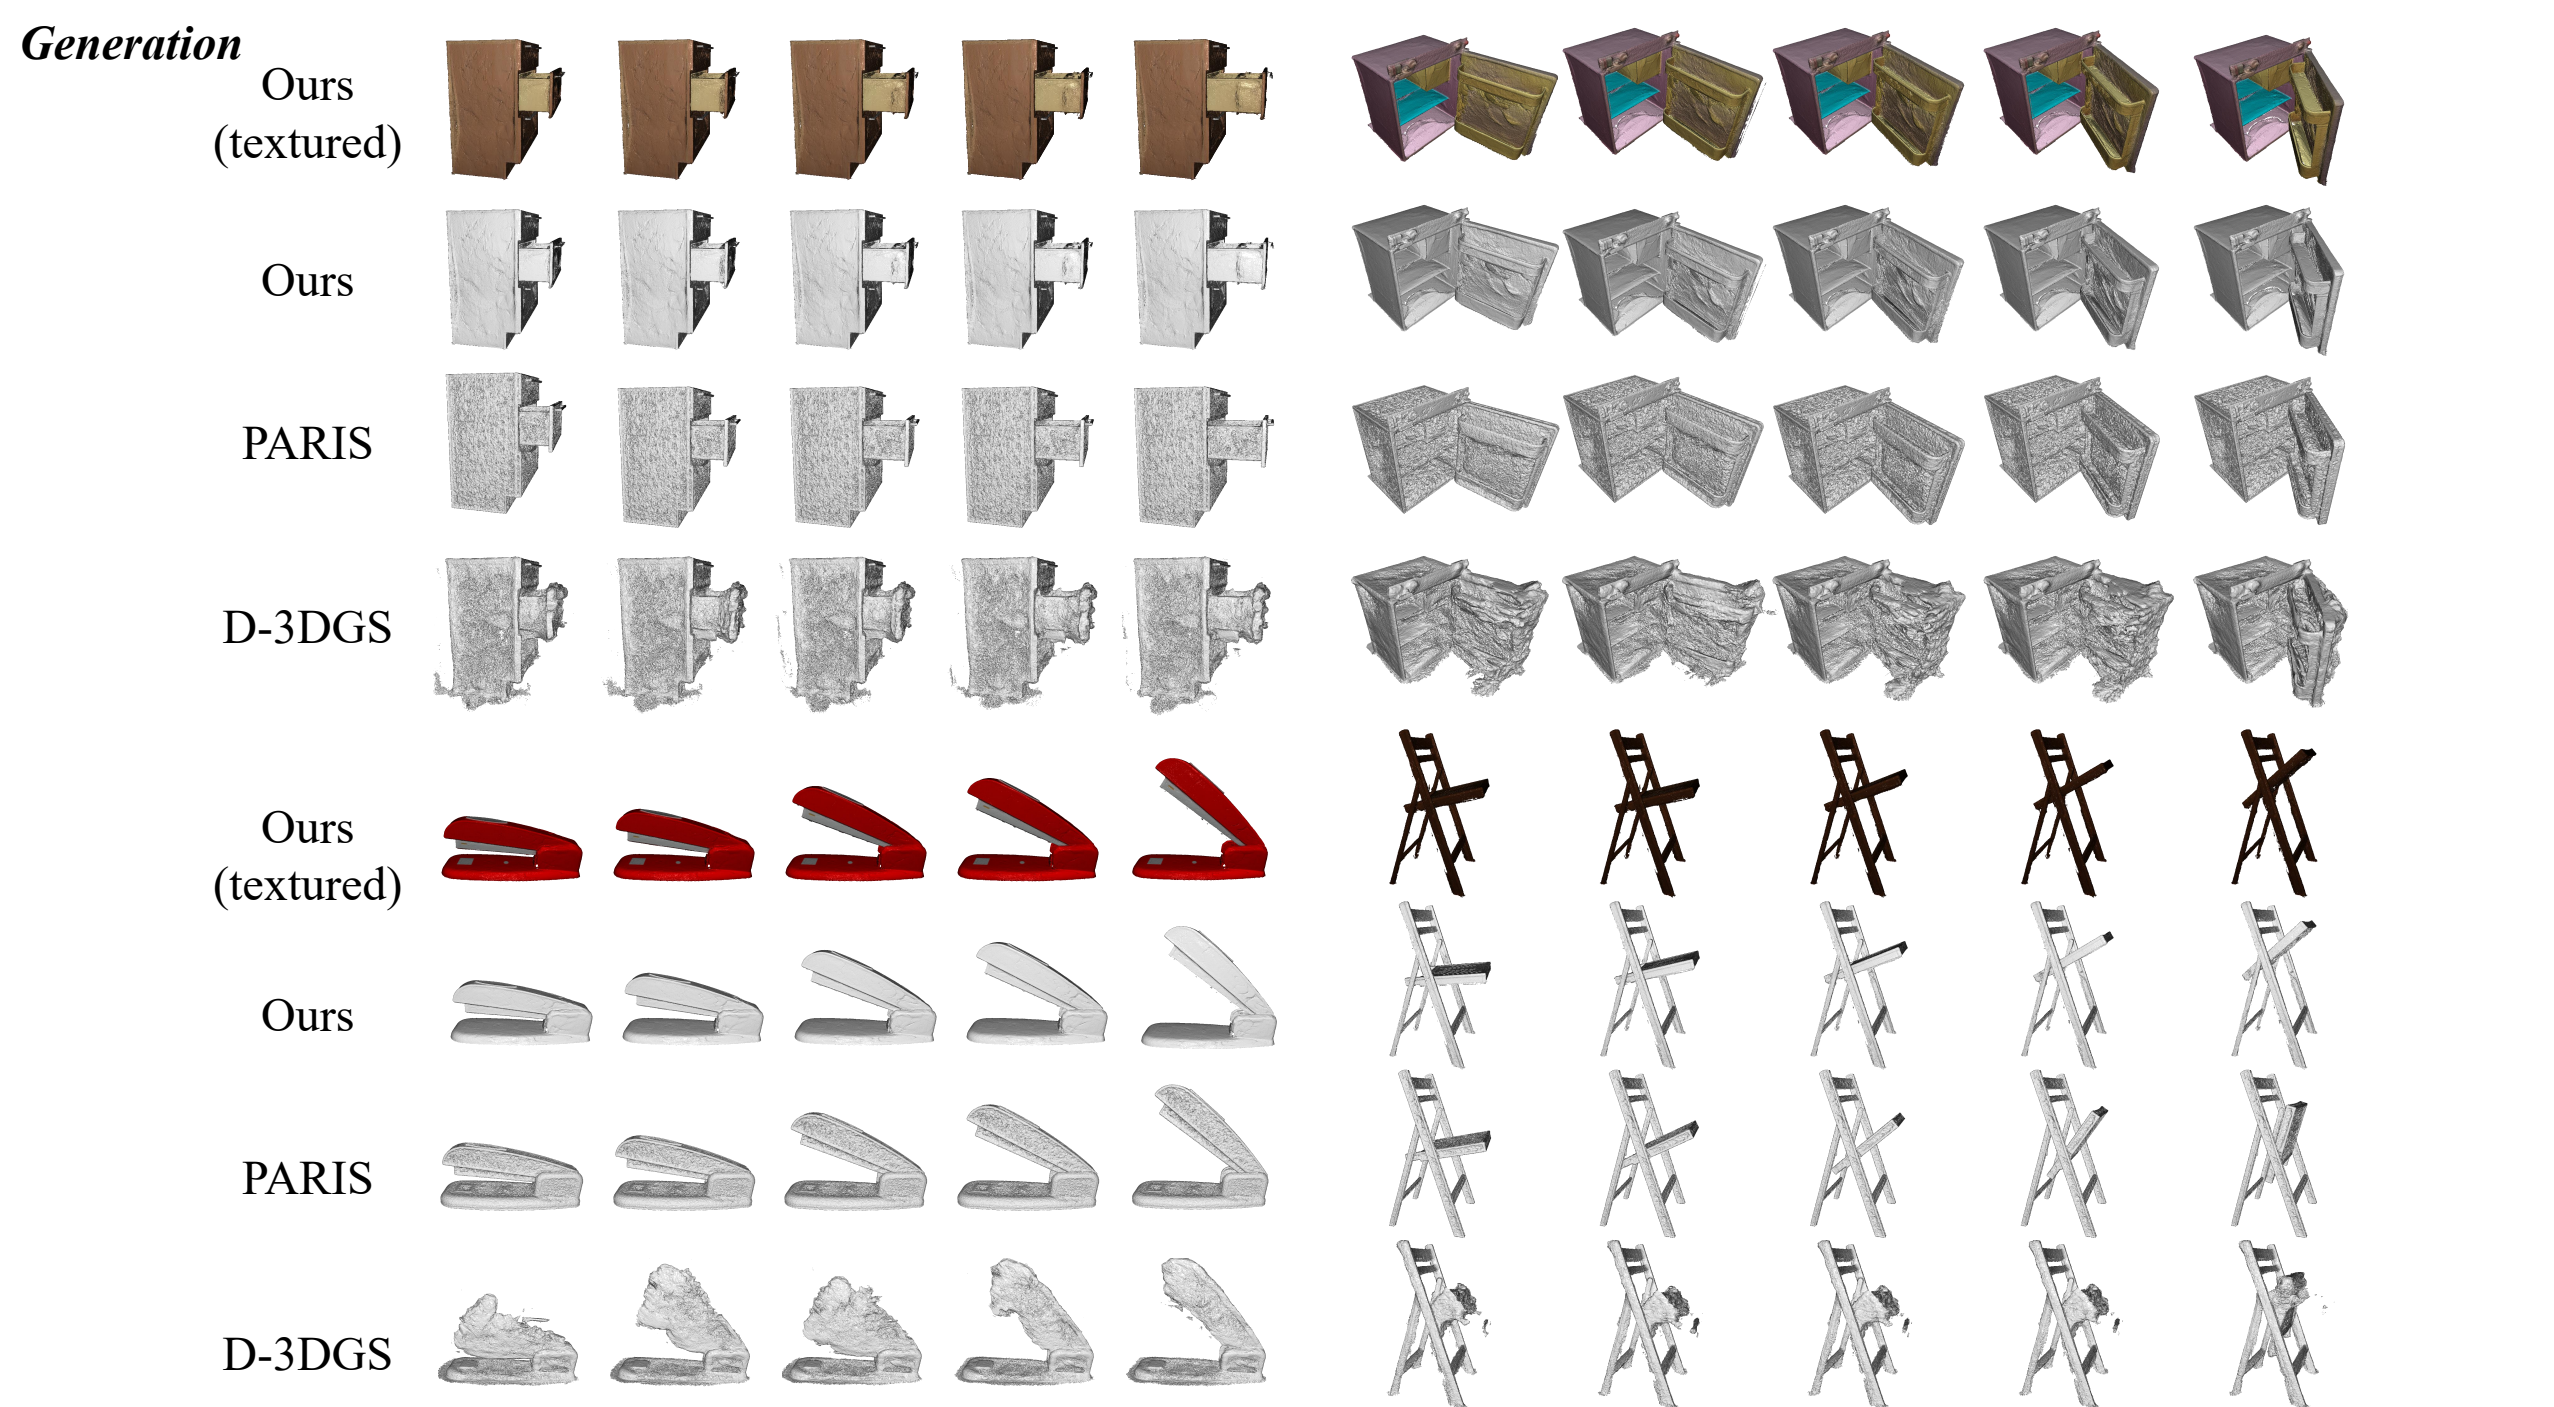 Generation
Ours
(textured)
Ours
PARIS
D-3DGS
Ours
(textured)
Ours
PARIS
D-3DGS